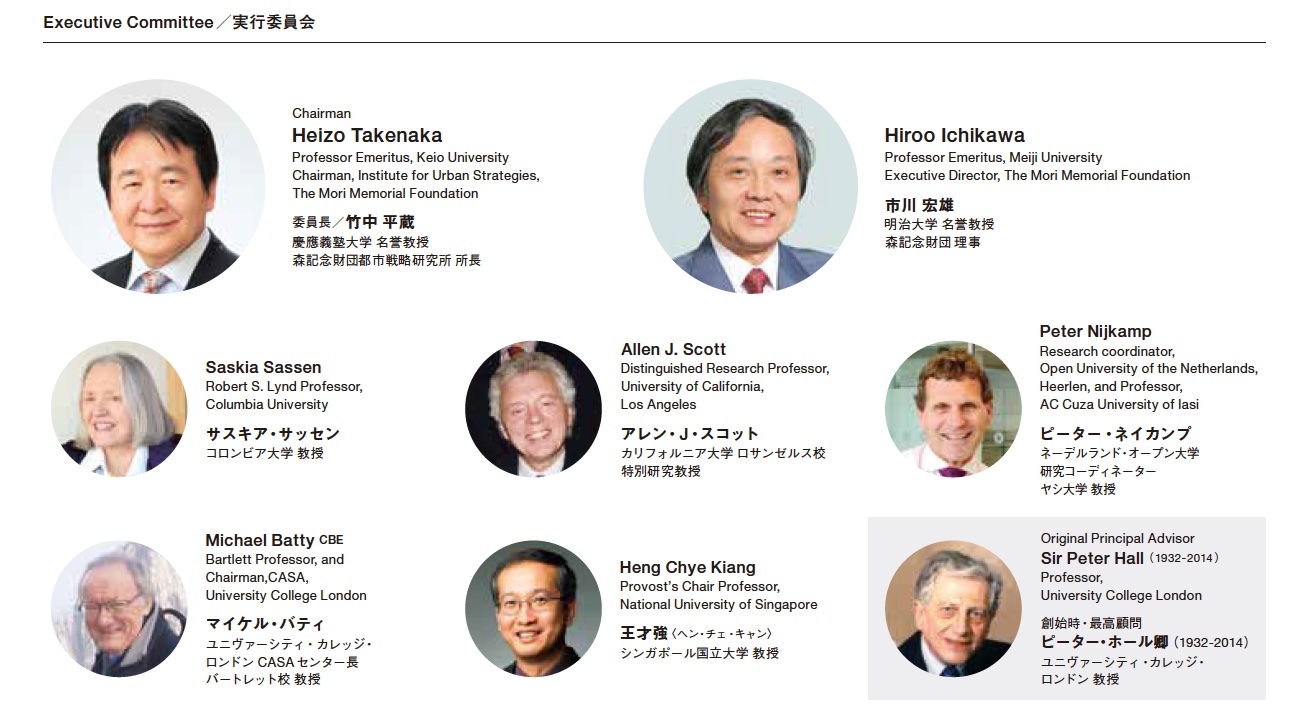 Executive Committee／実行委員会
Chairman
Heizo Takenaka
Professor Emeritus, Keio University
Chairman, Institute for Urban Strategies,
The Mori Memorial Foundation
委員長／竹中 平蔵
慶應義塾大学 名誉教授
森記念財団都市戦略研究所 所長
Hiroo Ichikawa
Professor Emeritus, Meiji University
Executive Director, The Mori Memorial Foundation
市川 宏雄
明治大学 名誉教授
森記念財団 理事
Saskia Sassen
Robert S. Lynd Professor,
Columbia University
サスキア・サッセン
コロンビア大学 教授
Allen J. Scott
Distinguished Research Professor,
University of California,
Los Angeles
アレン・J・スコット
カリフォルニア大学 ロサンゼルス校
特別研究教授
Peter Nijkamp
Research coordinator,
Open University of the Netherlands,
Heerlen, and Professor,
AC Cuza University of Iasi
ピーター・ネイカンプ
ネーデルランド・オープン大学
研究コーディネーター
ヤシ大学 教授
Michael Batty CBE
Bartlett Professor, and
Chairman,CASA,
University College London
マイケル・バティ
ユニヴァーシティ・カレッジ・
ロンドン CASA センター長
バートレット校 教授
Heng Chye Kiang
Provost's Chair Professor,
National University of Singapore
王才強〈ヘン・チェ・キャン〉
シンガポール国立大学 教授
Original Principal Advisor
Sir Peter Hall（1932-2014）
Professor,
University College London
創始時・最高顧問
ピーター・ホール卿（1932-2014）
ユニヴァーシティ・カレッジ・
ロンドン 教授